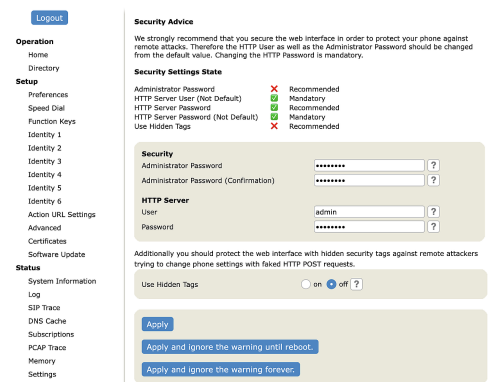 Logout
Operation
Home
Directory
Setup
Preferences
Speed Dial
Function Keys
Identity 1
Identity 2
Identity 3
Identity 4
Identity 5
Identity 6
Action URL Settings
Advanced
Certificates
Software Update
Status
System Information
Log
SIP Trace
DNS Cache
Subscriptions
PCAP Trace
Memory
Settings
Security Advice
We strongly recommend that you secure the web interface in order to protect your phone against
remote attacks. Therefore the HTTP User as well as the Administrator Password should be changed
from the default value. Changing the HTTP Password is mandatory.
Security Settings State
Administrator Password Recommended
HTTP Server User (Not Default) Mandatory
HTTP Server Password Recommended
HTTP Server Password (Not Default) Mandatory
Use Hidden Tags Recommended
Security
Administrator Password •••••••• ?
Administrator Password (Confirmation) •••••••• ?
HTTP Server
User admin ?
Password •••••••• ?
Additionally you should protect the web interface with hidden security tags against remote attackers
trying to change phone settings with faked HTTP POST requests.
Use Hidden Tags on off ?
Apply
Apply and ignore the warning until reboot.
Apply and ignore the warning forever.